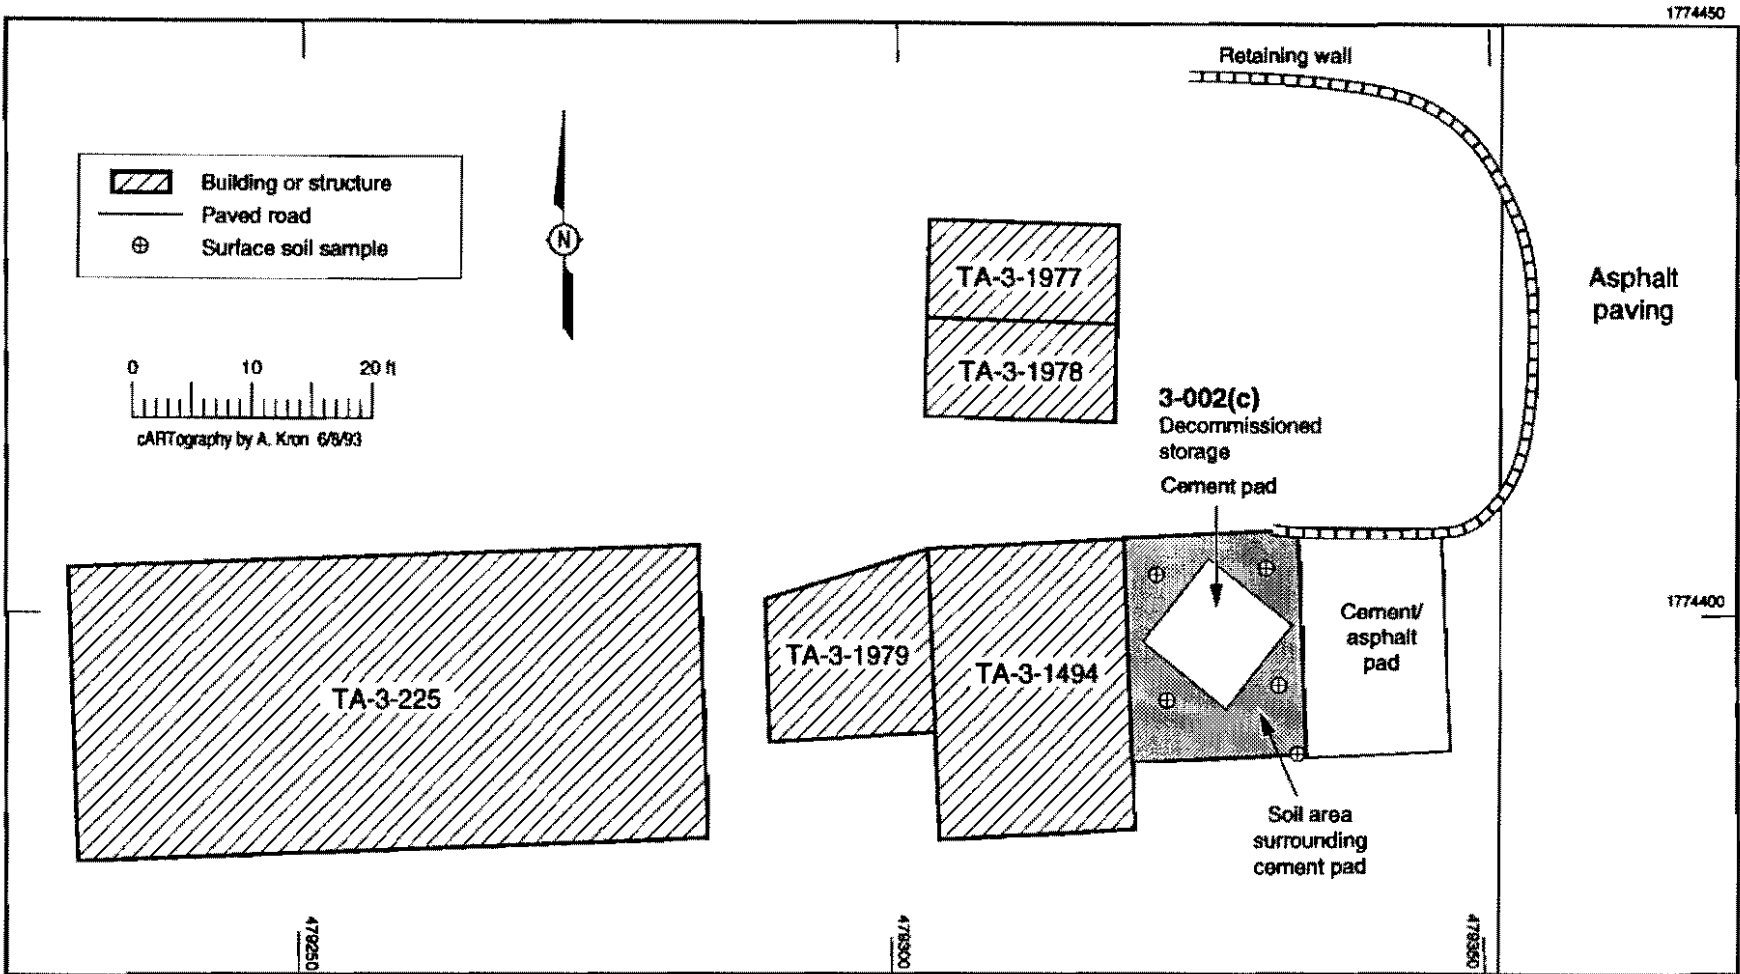 1774450
Retaining wall
Building or structure
Paved road
Surface soil sample
N
Asphalt
paving
TA-3-1977
TA-3-1978
0 10 20 ft
cARTography by A. Kron 6/8/93
3-002(c)
Decommissioned
storage
Cement pad
1774400
Cement/
asphalt
pad
TA-3-1979
TA-3-1494
TA-3-225
Soil area
surrounding
cement pad
479250
479300
479350